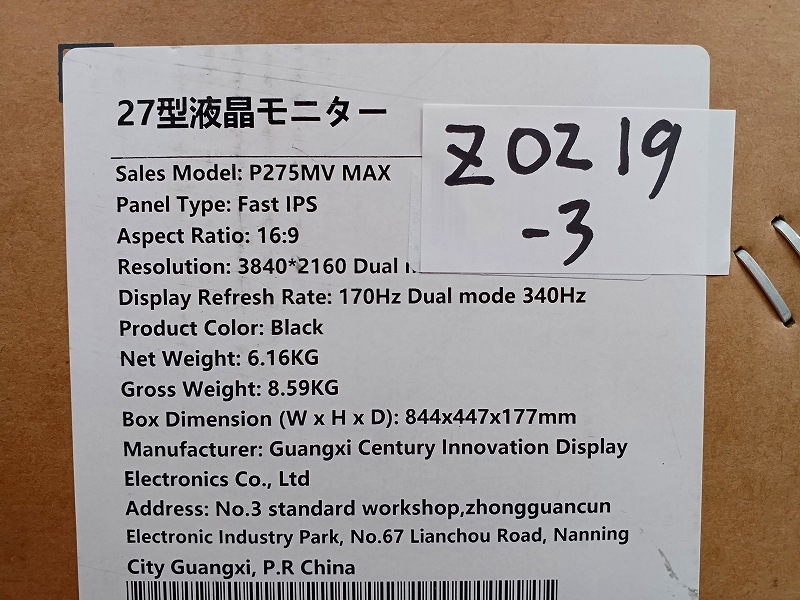 27型液晶モニター
Z0219
-3
Sales Model: P275MV MAX
Panel Type: Fast IPS
Aspect Ratio: 16:9
Resolution: 3840*2160 Dual
Display Refresh Rate: 170Hz Dual mode 340Hz
Product Color: Black
Net Weight: 6.16KG
Gross Weight: 8.59KG
Box Dimension (W x H x D): 844x447x177mm
Manufacturer: Guangxi Century Innovation Display
Electronics Co., Ltd
Address: No.3 standard workshop,zhongguancun
Electronic Industry Park, No.67 Lianchou Road, Nanning
City Guangxi, P.R China